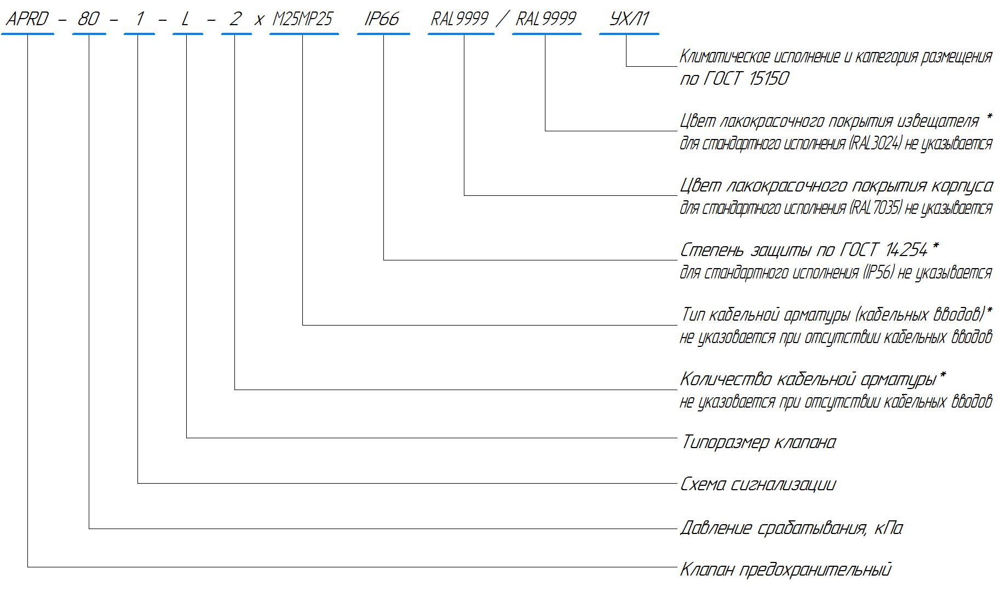 APRD - 80 - 1 - L - 2 x M25MP25 IP66 RAL9999 / RAL9999 УХЛ1
Климатическое исполнение и категория размещения
по ГОСТ 15150
Цвет лакокрасочного покрытия извещателя *
для стандартного исполнения (RAL3024) не указывается
Цвет лакокрасочного покрытия корпуса
для стандартного исполнения (RAL7035) не указывается
Степень защиты по ГОСТ 14254 *
для стандартного исполнения (IP56) не указывается
Тип кабельной арматуры (кабельных вводов) *
не указовается при отсутствии кабельных вводов
Количество кабельной арматуры *
не указовается при отсутствии кабельных вводов
Типоразмер клапана
Схема сигнализации
Давление срабатывания, кПа
Клапан предохранительный